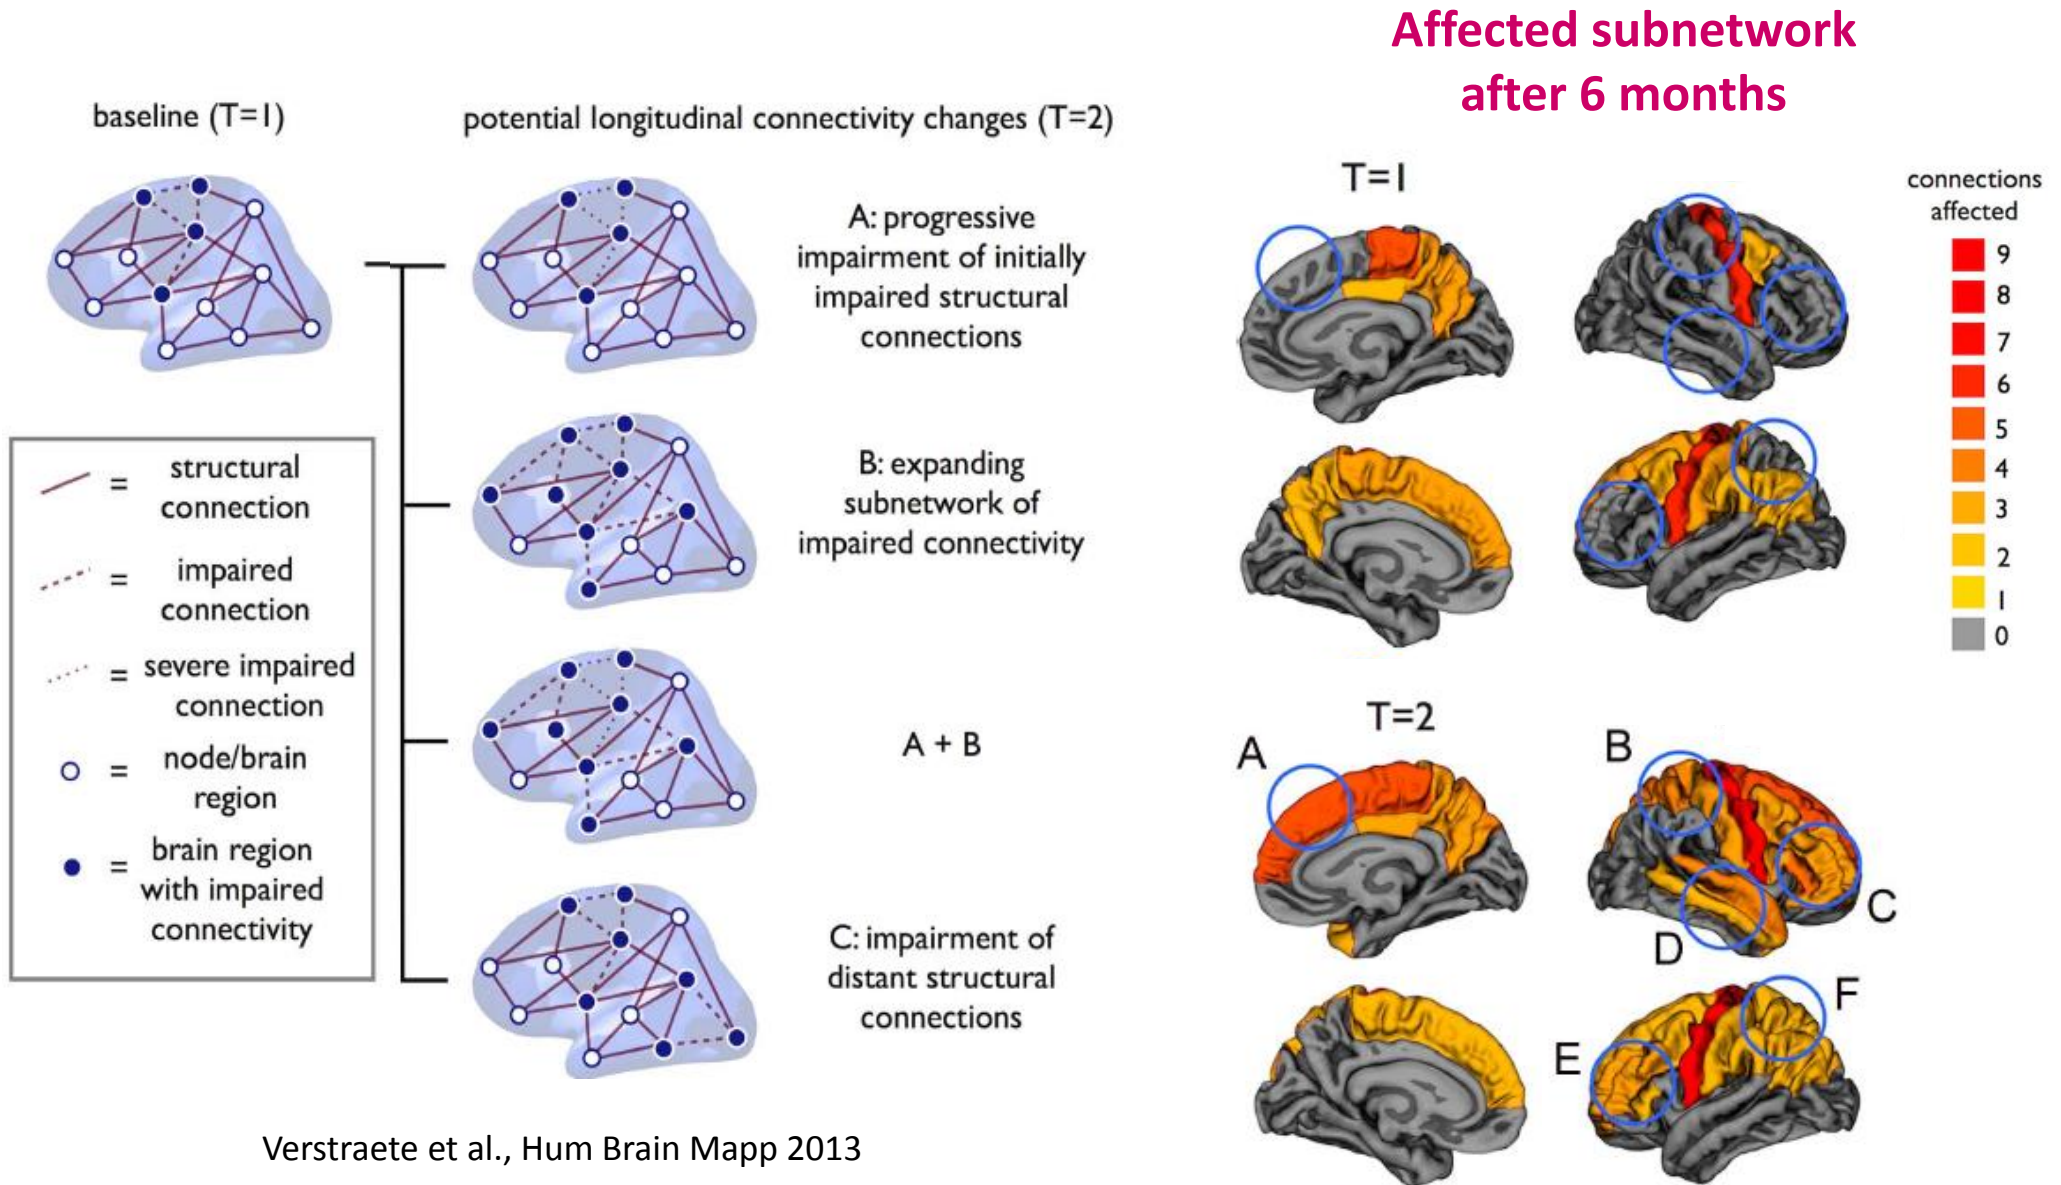 Affected subnetwork
after 6 months
baseline (T=1)
potential longitudinal connectivity changes (T=2)
A: progressive
impairment of initially
impaired structural
connections
B: expanding
subnetwork of
impaired connectivity
A + B
C: impairment of
distant structural
connections
=
structural
connection
=
impaired
connection
=
severe impaired
connection
=
node/brain
region
=
brain region
with impaired
connectivity
Verstraete et al., Hum Brain Mapp 2013
T=1
connections
affected
9
8
7
6
5
4
3
2
1
0
T=2
A
B
C
D
E
F